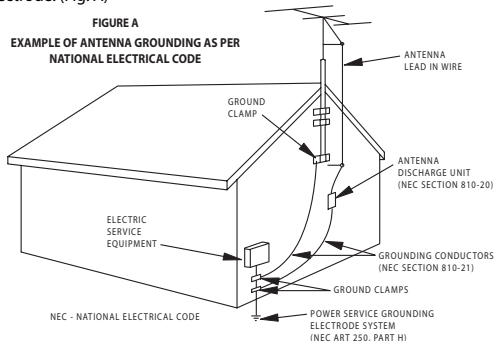 FIGURE A
EXAMPLE OF ANTENNA GROUNDING AS PER
NATIONAL ELECTRICAL CODE
ANTENNA
LEAD IN WIRE
GROUND
CLAMP
ANTENNA
DISCHARGE UNIT
(NEC SECTION 810-20)
ELECTRIC
SERVICE
EQUIPMENT
GROUNDING CONDUCTORS
(NEC SECTION 810-21)
GROUND CLAMPS
NEC - NATIONAL ELECTRICAL CODE
POWER SERVICE GROUNDING
ELECTRODE SYSTEM
(NEC ART 250. PART H)